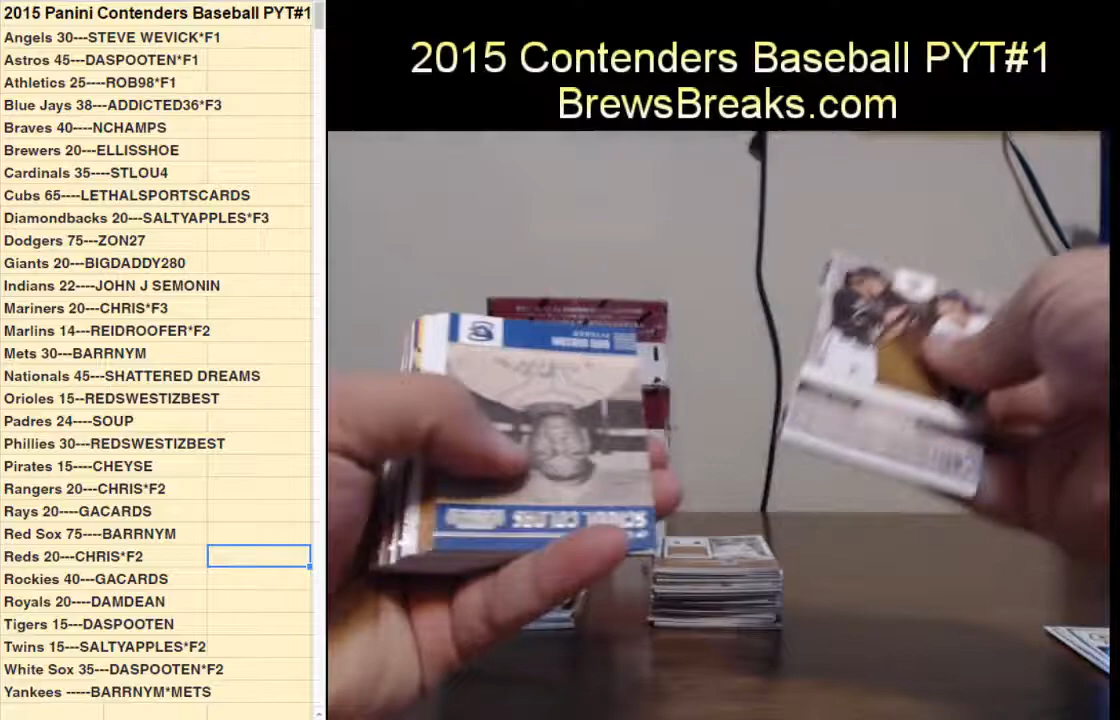 2015 Panini Contenders Baseball PYT#1
Angels 30---STEVE WEVICK*F1
Astros 45---DASPOOTEN*F1
Athletics 25----ROB98*F1
Blue Jays 38---ADDICTED36*F3
Braves 40----NCHAMPS
Brewers 20---ELLISSHOE
Cardinals 35----STLOU4
Cubs 65----LETHALSPORTSCARDS
Diamondbacks 20---SALTYAPPLES*F3
Dodgers 75---ZON27
Giants 20---BIGDADDY280
Indians 22----JOHN J SEMONIN
Mariners 20---CHRIS*F3
Marlins 14---REIDROOFER*F2
Mets 30---BARRNYM
Nationals 45---SHATTERED DREAMS
Orioles 15--REDSWESTIZBEST
Padres 24----SOUP
Phillies 30---REDSWESTIZBEST
Pirates 15----CHEYSE
Rangers 20---CHRIS*F2
Rays 20---GACARDS
Red Sox 75----BARRNYM
Reds 20---CHRIS*F2
Rockies 40---GACARDS
Royals 20---DAMDEAN
Tigers 15---DASPOOTEN
Twins 15---SALTYAPPLES*F2
White Sox 35---DASPOOTEN*F2
Yankees -----BARRNYM*METS
2015 Contenders Baseball PYT#1
BrewsBreaks.com
SCHOOL COLORS